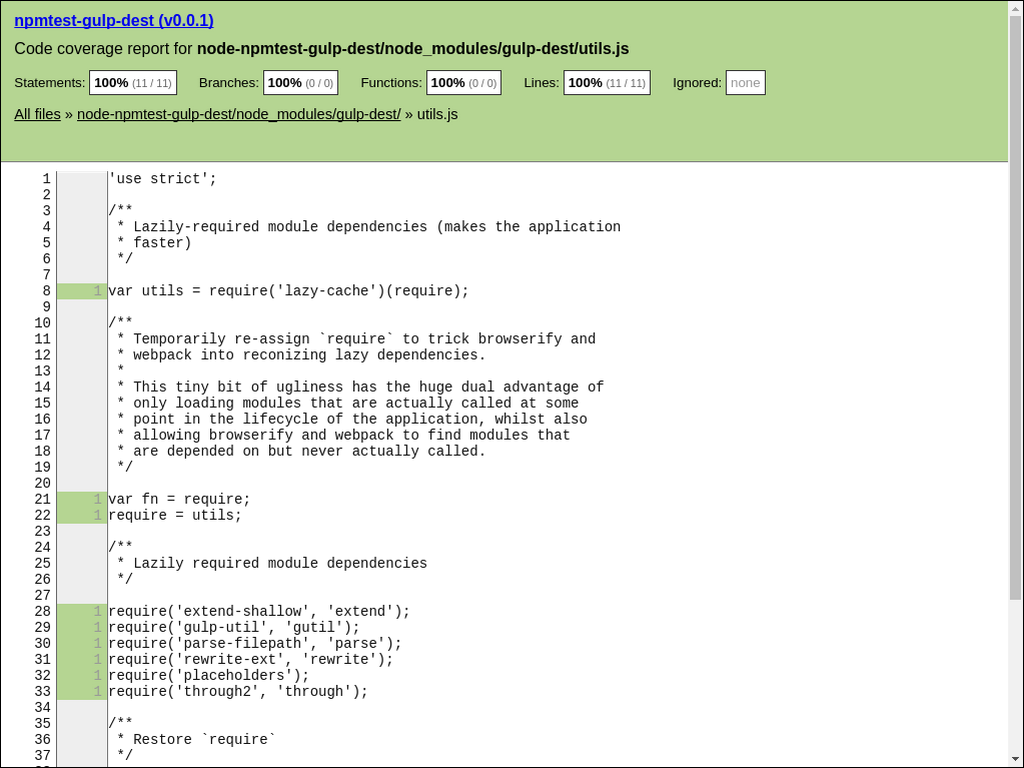 npmtest-gulp-dest (v0.0.1)
Code coverage report for node-npmtest-gulp-dest/node_modules/gulp-dest/utils.js
Statements: 100% (11 / 11) Branches: 100% (0 / 0) Functions: 100% (0 / 0) Lines: 100% (11 / 11) Ignored: none
All files » node-npmtest-gulp-dest/node_modules/gulp-dest/ » utils.js
1 'use strict';
2
3 /**
4  * Lazily-required module dependencies (makes the application
5  * faster)
6  */
7
8 1 var utils = require('lazy-cache')(require);
9
10 /**
11  * Temporarily re-assign `require` to trick browserify and
12  * webpack into reconizing lazy dependencies.
13  *
14  * This tiny bit of ugliness has the huge dual advantage of
15  * only loading modules that are actually called at some
16  * point in the lifecycle of the application, whilst also
17  * allowing browserify and webpack to find modules that
18  * are depended on but never actually called.
19  */
20
21 1 var fn = require;
22 1 require = utils;
23
24 /**
25  * Lazily required module dependencies
26  */
27
28 1 require('extend-shallow', 'extend');
29 1 require('gulp-util', 'gutil');
30 1 require('parse-filepath', 'parse');
31 1 require('rewrite-ext', 'rewrite');
32 1 require('placeholders');
33 1 require('through2', 'through');
34
35 /**
36  * Restore `require`
37  */